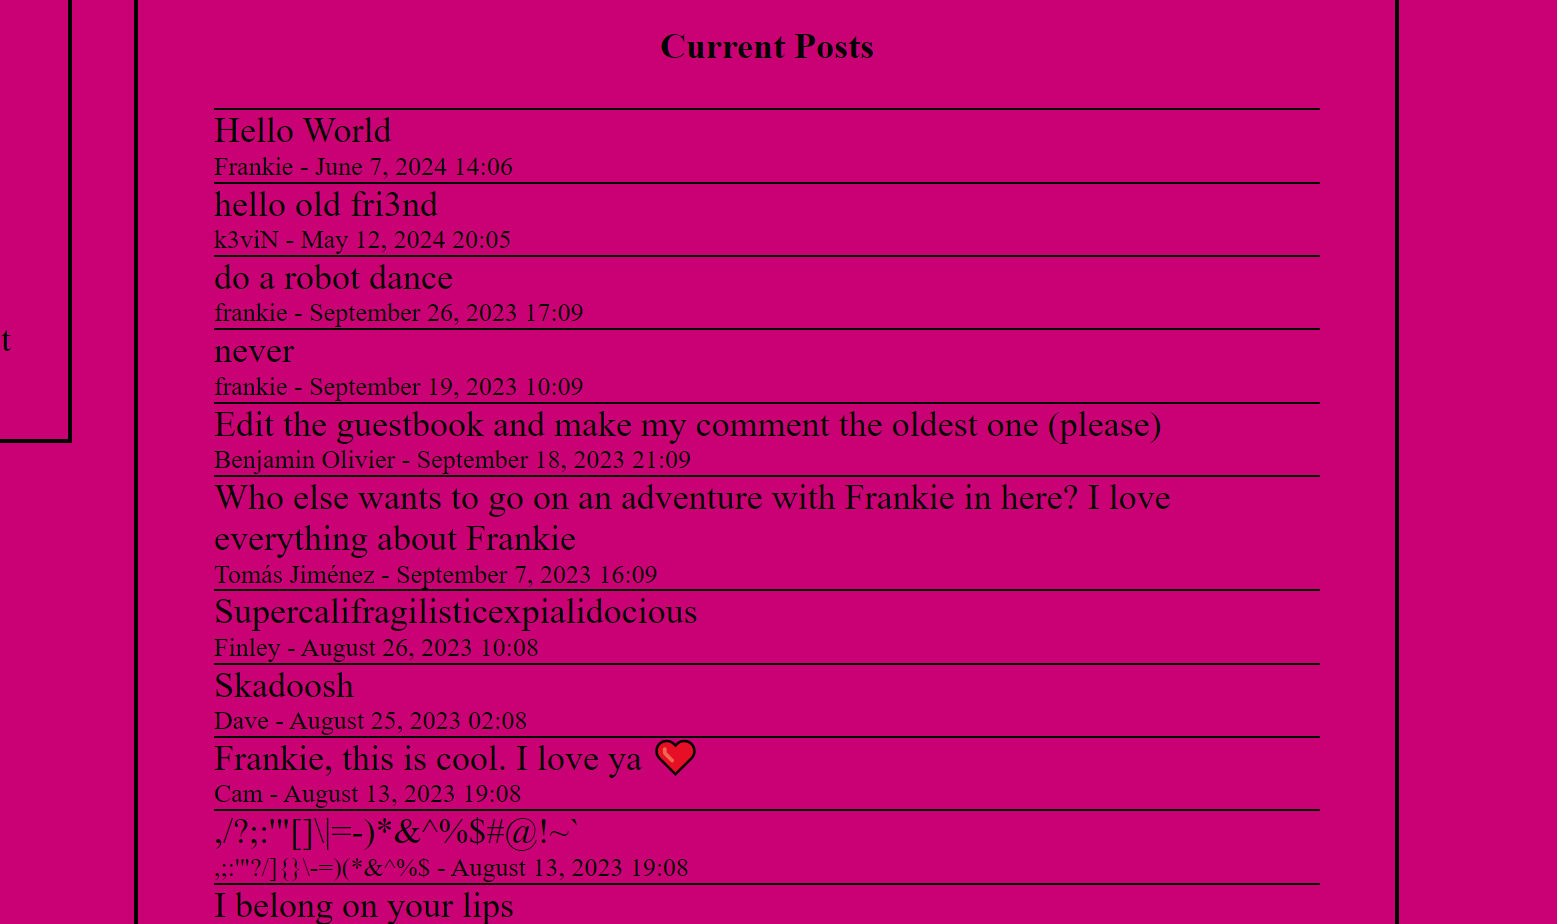 Current Posts
Hello World
Frankie - June 7, 2024 14:06
hello old fri3nd
k3viN - May 12, 2024 20:05
do a robot dance
frankie - September 26, 2023 17:09
t
never
frankie - September 19, 2023 10:09
Edit the guestbook and make my comment the oldest one (please)
Benjamin Olivier - September 18, 2023 21:09
Who else wants to go on an adventure with Frankie in here? I love
everything about Frankie
Tomás Jiménez - September 7, 2023 16:09
Supercalifragilisticexpialidocious
Finley - August 26, 2023 10:08
Skadoosh
Dave - August 25, 2023 02:08
Frankie, this is cool. I love ya ❤️
Cam - August 13, 2023 19:08
,/?;:'"[]\|=-)*&^%$#@!~`
,;:'"?/]{}\-=)(*&^%$ - August 13, 2023 19:08
I belong on your lips